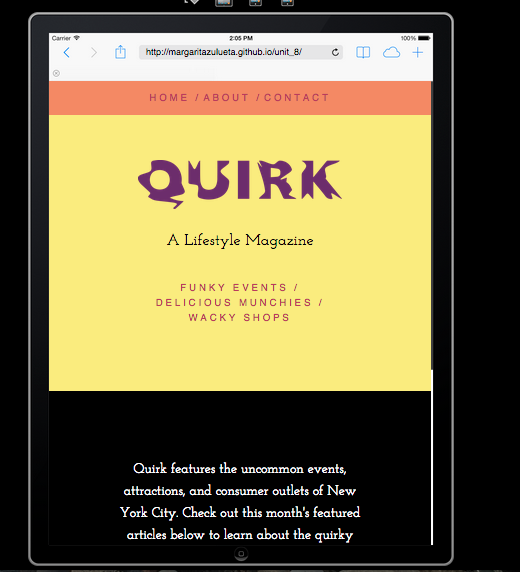 Carrier 2:05 PM 100%
http://margaritazulueta.github.io/unit_8/
HOME / ABOUT / CONTACT
QUIRK
A Lifestyle Magazine
FUNKY EVENTS /
DELICIOUS MUNCHIES /
WACKY SHOPS
Quirk features the uncommon events,
attractions, and consumer outlets of New
York City. Check out this month's featured
articles below to learn about the quirky